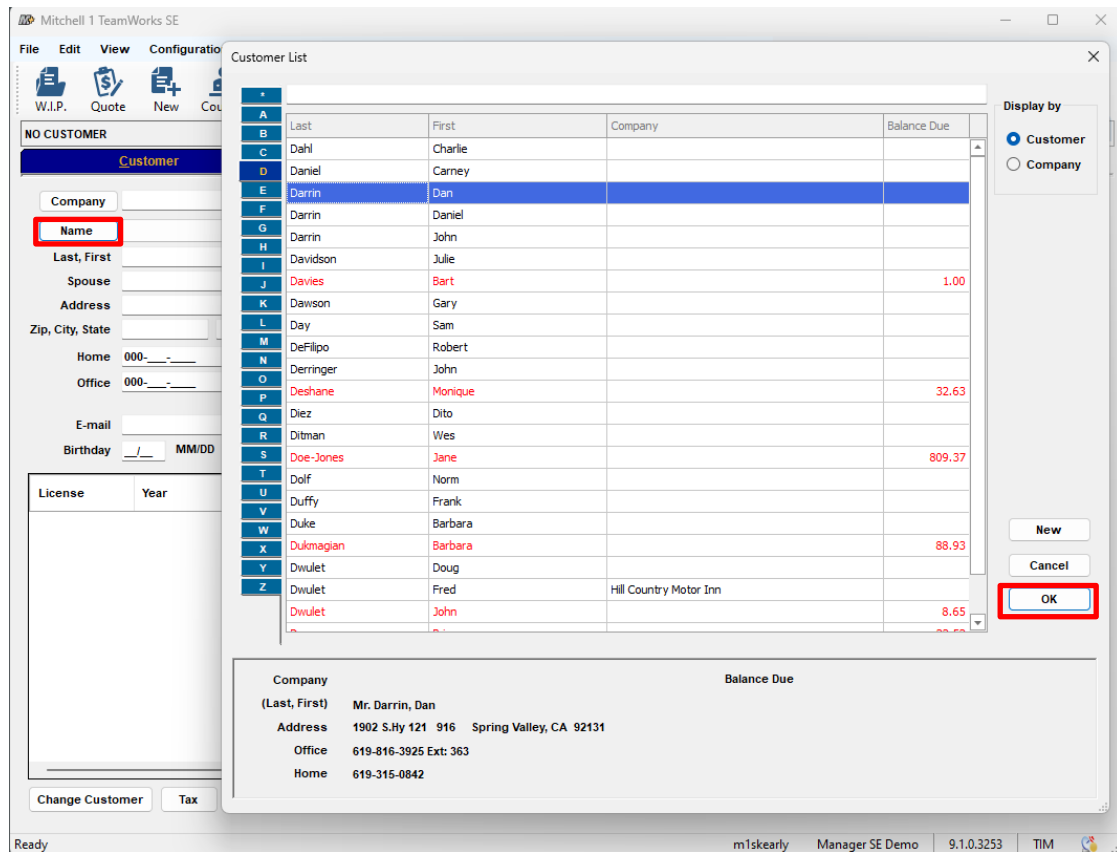 Mitchell 1 TeamWorks SE
File Edit View Configuratio
W.I.P. Quote New Cou
NO CUSTOMER
Customer
Company
Name
Last, First
Spouse
Address
Zip, City, State
Home 000-___-____
Office 000-___-____
E-mail
Birthday __/__ MM/DD
License Year
Change Customer Tax
Customer List
*
A
B
C
D
E
F
G
H
I
J
K
L
M
N
O
P
Q
R
S
T
U
V
W
X
Y
Z
Last First Company Balance Due
Dahl Charlie
Daniel Carney
Darrin Dan
Darrin Daniel
Darrin John
Davidson Julie
Davies Bart 1.00
Dawson Gary
Day Sam
DeFilipo Robert
Derringer John
Deshane Monique 32.63
Diez Dito
Ditman Wes
Doe-Jones Jane 809.37
Dolf Norm
Duffy Frank
Duke Barbara
Dukmagian Barbara 88.93
Dwulet Doug
Dwulet Fred Hill Country Motor Inn
Dwulet John 8.65
Display by
Customer
Company
New
Cancel
OK
Company Balance Due
(Last, First) Mr. Darrin, Dan
Address 1902 S.Hy 121 916 Spring Valley, CA 92131
Office 619-816-3925 Ext: 363
Home 619-315-0842
Ready m1skearly Manager SE Demo 9.1.0.3253 TIM